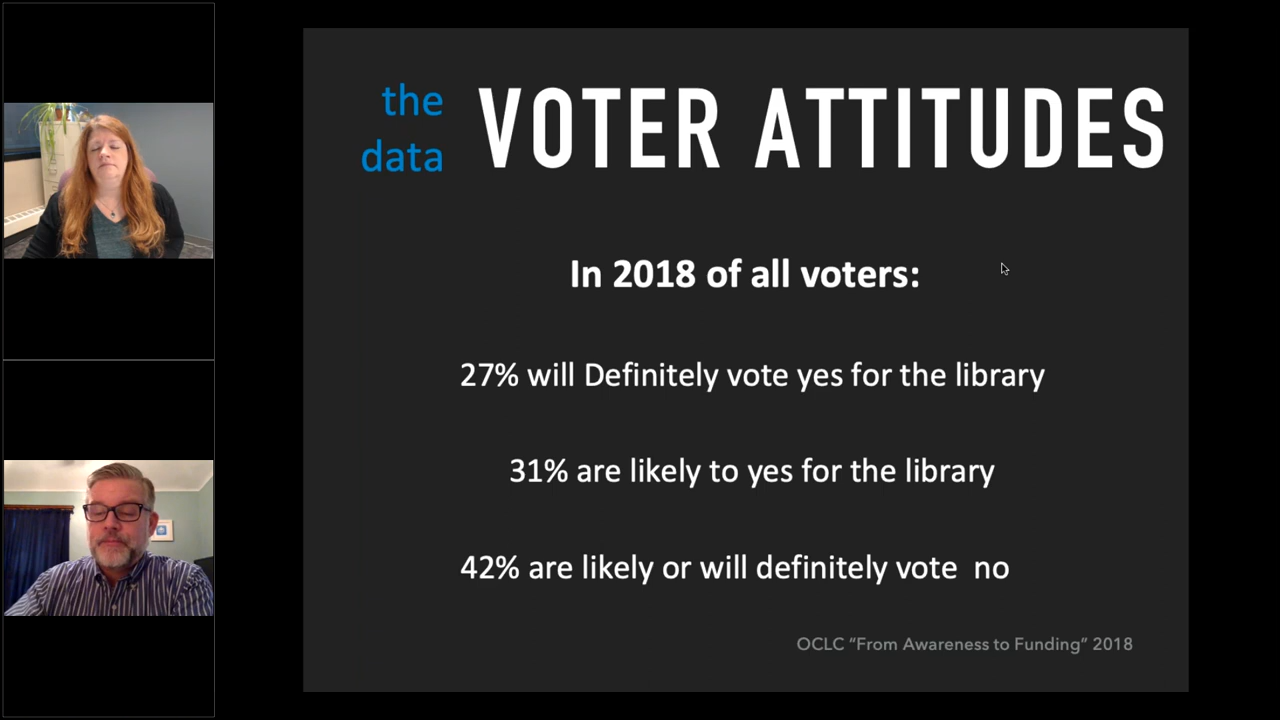 the
data
VOTER ATTITUDES
In 2018 of all voters:
27% will Definitely vote yes for the library
31% are likely to yes for the library
42% are likely or will definitely vote  no
OCLC “From Awareness to Funding” 2018